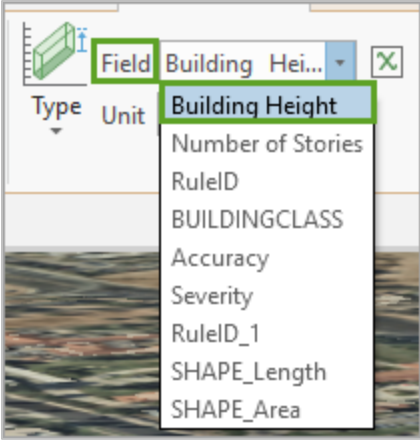 Field Building Hei...
Type
Unit
Building Height
Number of Stories
RuleID
BUILDINGCLASS
Accuracy
Severity
RuleID_1
SHAPE_Length
SHAPE_Area